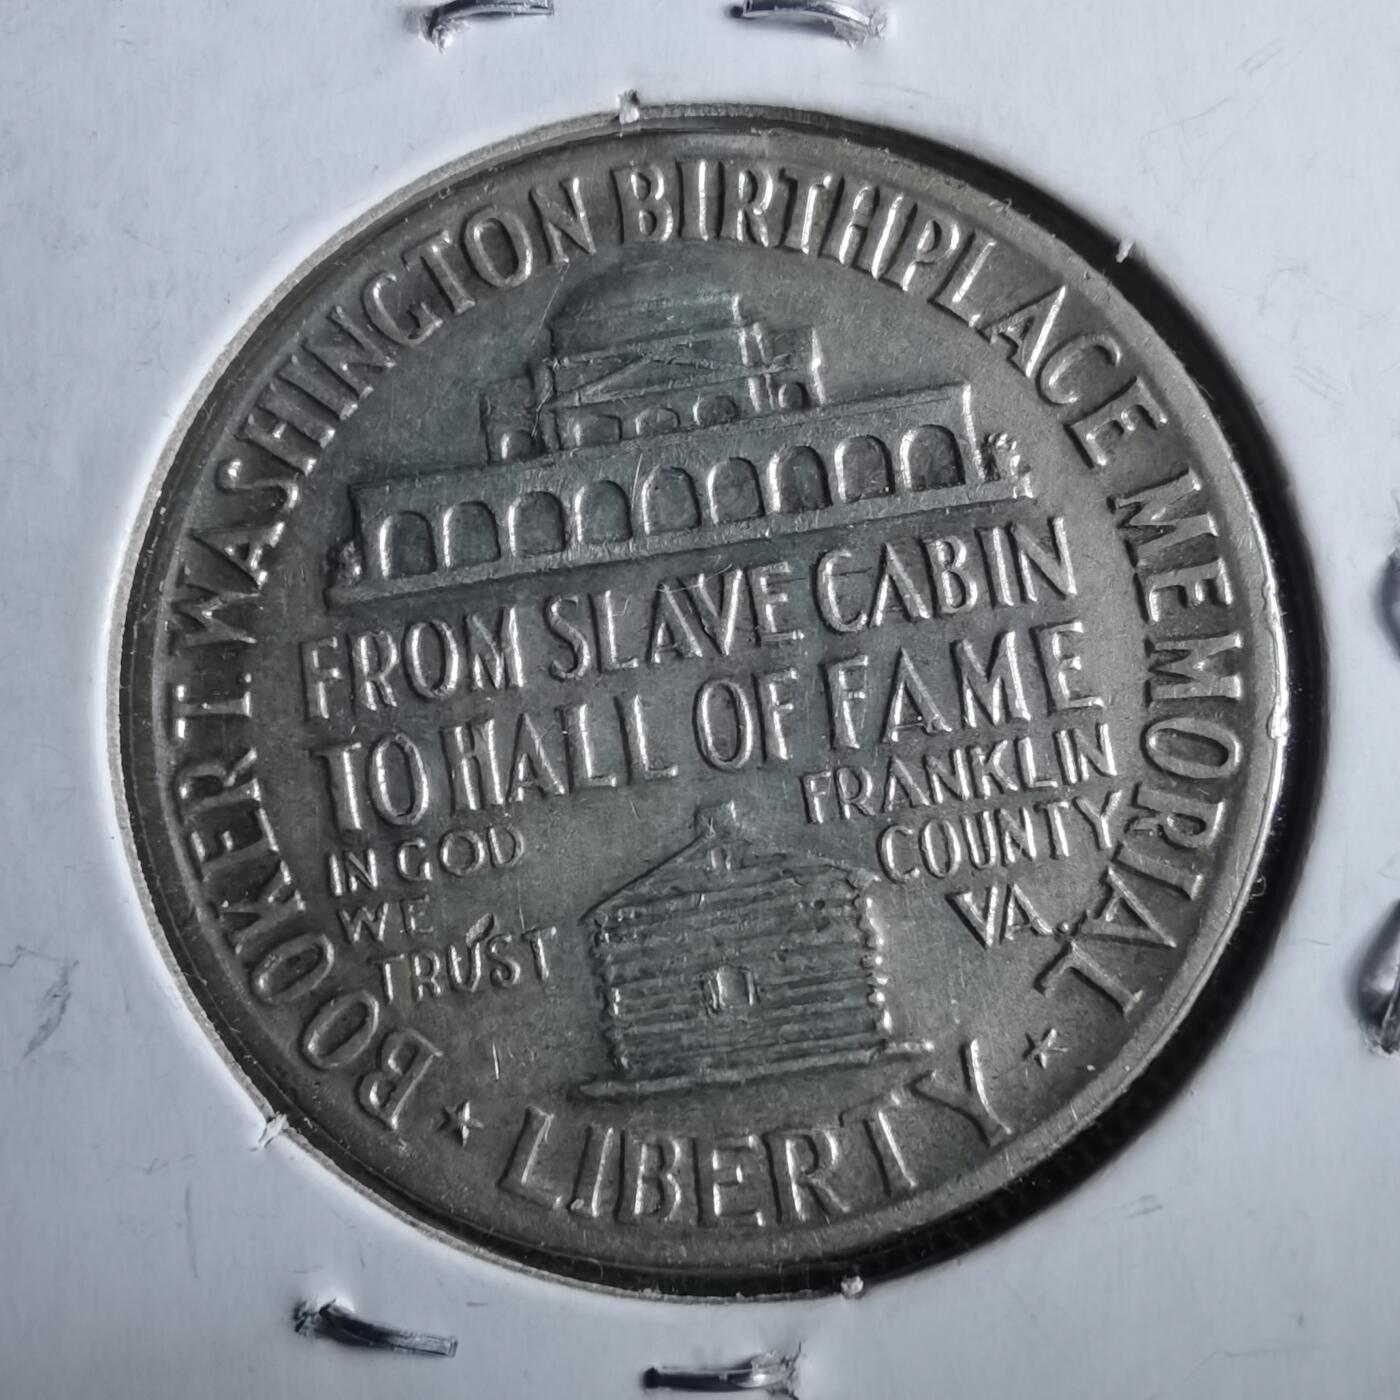 BOOKER T. WASHINGTON BIRTHPLACE MEMORIAL
FROM SLAVE CABIN
TO HALL OF FAME
IN GOD
WE
TRUST
FRANKLIN
COUNTY
VA.
LIBERTY